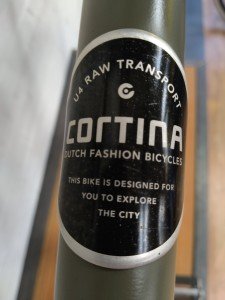 U4 RAW TRANSPORT
CORTINA
DUTCH FASHION BICYCLES
THIS BIKE IS DESIGNED FOR
YOU TO EXPLORE
THE CITY